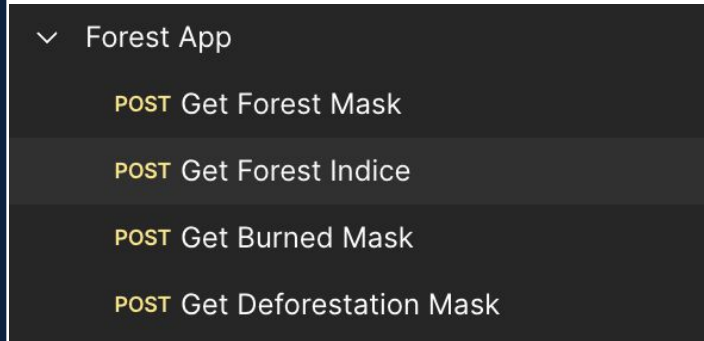 Forest App
POST Get Forest Mask
POST Get Forest Indice
POST Get Burned Mask
POST Get Deforestation Mask